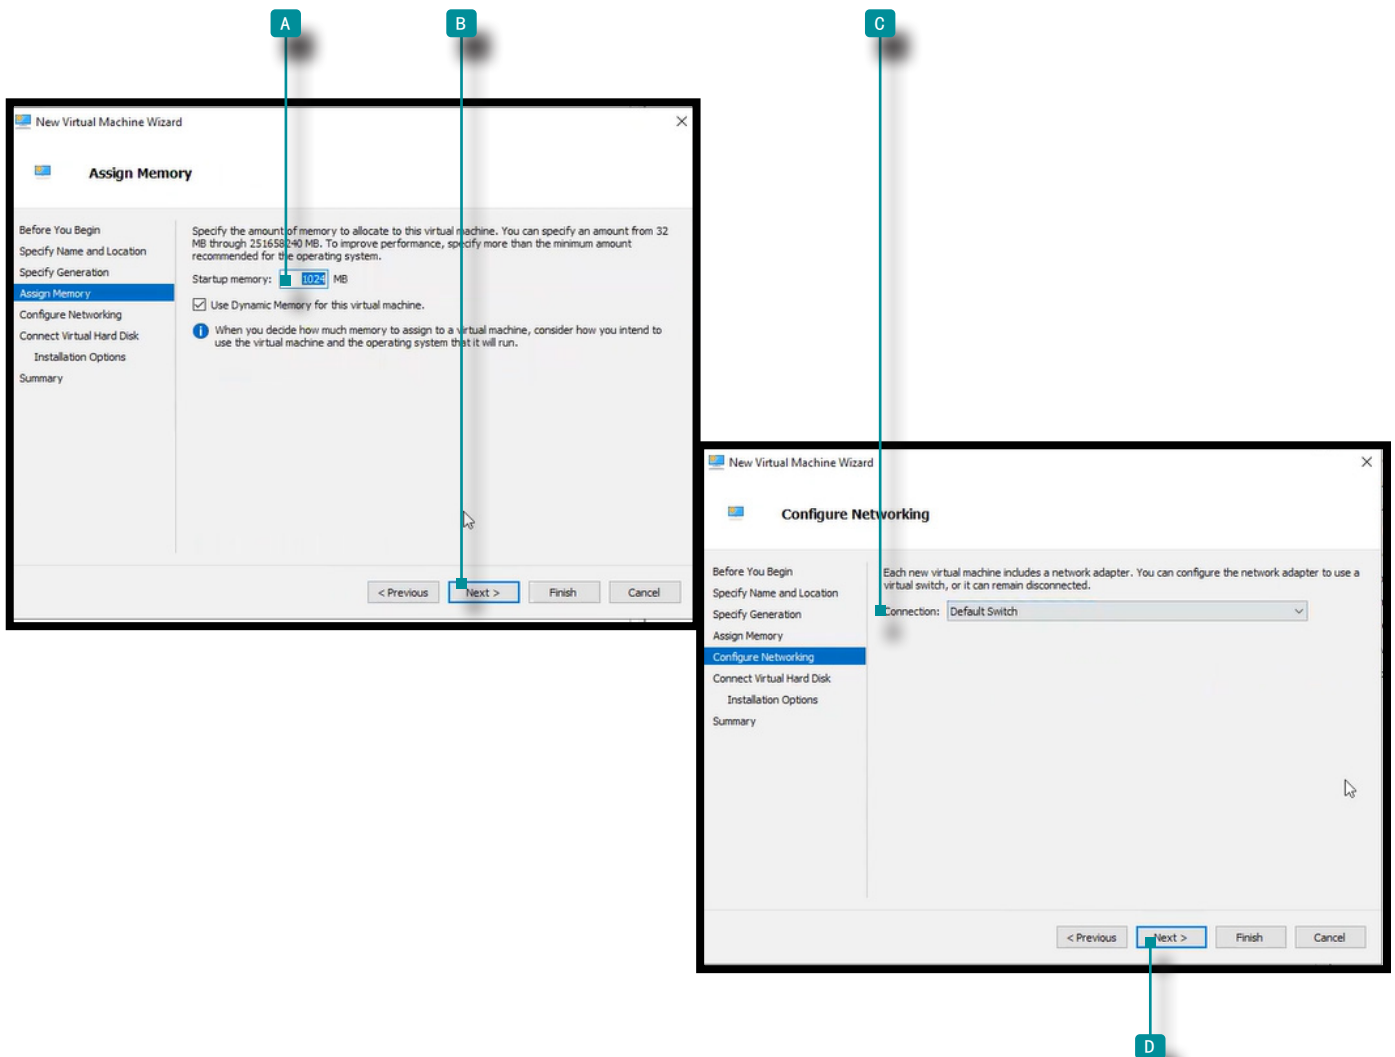 A
B
C
New Virtual Machine Wizard
Assign Memory
Before You Begin
Specify Name and Location
Specify Generation
Assign Memory
Configure Networking
Connect Virtual Hard Disk
Installation Options
Summary
Specify the amount of memory to allocate to this virtual machine. You can specify an amount from 32
MB through 251658240 MB. To improve performance, specify more than the minimum amount
recommended for the operating system.
Startup memory: 1024 MB
Use Dynamic Memory for this virtual machine.
When you decide how much memory to assign to a virtual machine, consider how you intend to
use the virtual machine and the operating system that it will run.
< Previous Next > Finish Cancel
New Virtual Machine Wizard
Configure Networking
Before You Begin
Specify Name and Location
Specify Generation
Assign Memory
Configure Networking
Connect Virtual Hard Disk
Installation Options
Summary
Each new virtual machine includes a network adapter. You can configure the network adapter to use a
virtual switch, or it can remain disconnected.
Connection: Default Switch
< Previous Next > Finish Cancel
D